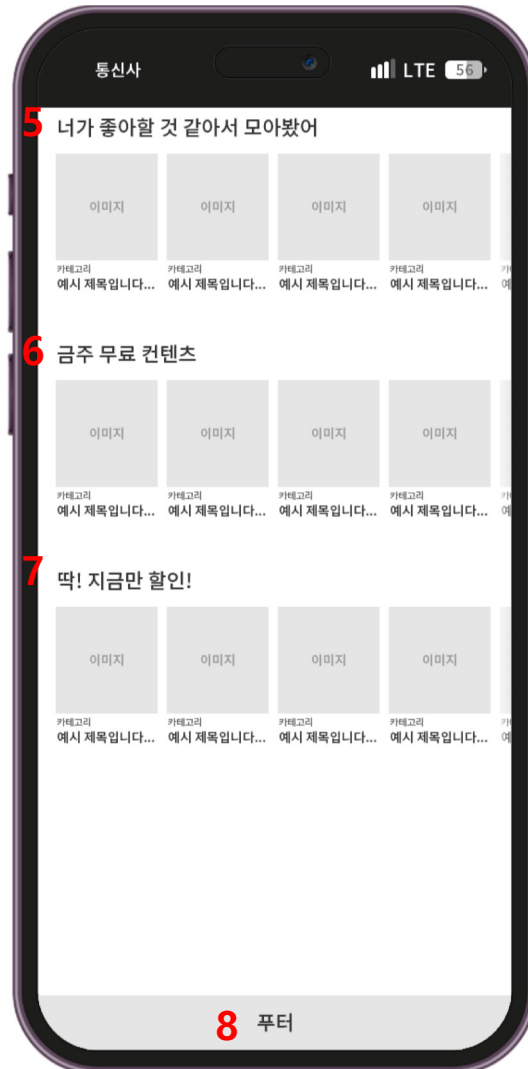 통신사 LTE 56
5 너가 좋아할 것 같아서 모아봤어
이미지 이미지 이미지 이미지
카테고리 카테고리 카테고리 카테고리
예시 제목입니다... 예시 제목입니다... 예시 제목입니다... 예시 제목입니다...
6 금주 무료 컨텐츠
이미지 이미지 이미지 이미지
카테고리 카테고리 카테고리 카테고리
예시 제목입니다... 예시 제목입니다... 예시 제목입니다... 예시 제목입니다...
7 딱! 지금만 할인!
이미지 이미지 이미지 이미지
카테고리 카테고리 카테고리 카테고리
예시 제목입니다... 예시 제목입니다... 예시 제목입니다... 예시 제목입니다...
8 푸터